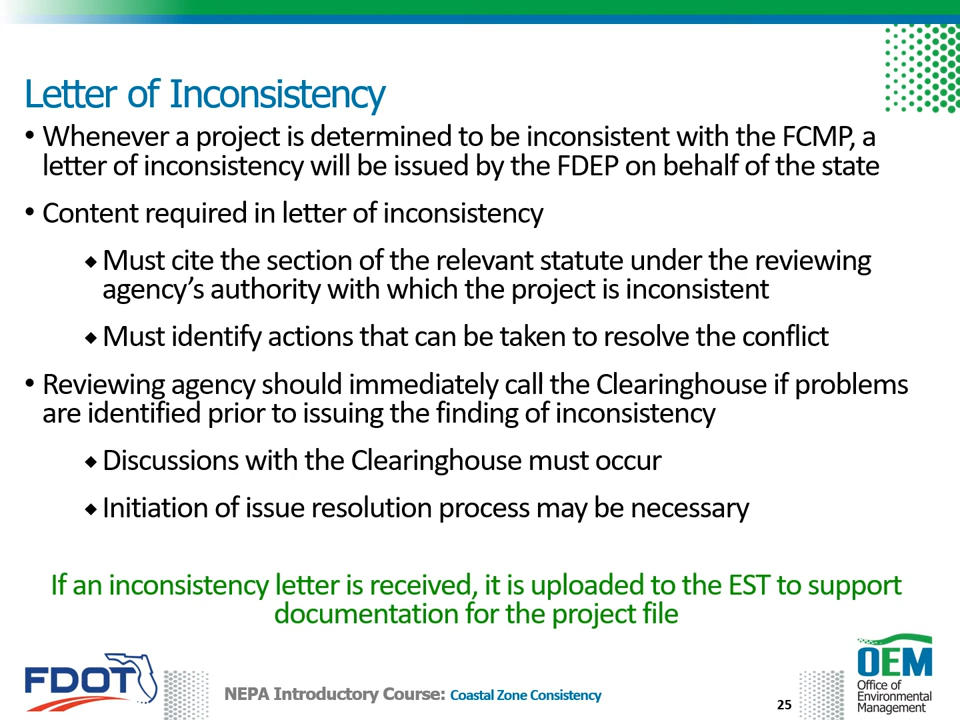 Letter of Inconsistency
• Whenever a project is determined to be inconsistent with the FCMP, a
letter of inconsistency will be issued by the FDEP on behalf of the state
• Content required in letter of inconsistency
◆ Must cite the section of the relevant statute under the reviewing
agency’s authority with which the project is inconsistent
◆ Must identify actions that can be taken to resolve the conflict
• Reviewing agency should immediately call the Clearinghouse if problems
are identified prior to issuing the finding of inconsistency
◆ Discussions with the Clearinghouse must occur
◆ Initiation of issue resolution process may be necessary
If an inconsistency letter is received, it is uploaded to the EST to support
documentation for the project file
FDOT
NEPA Introductory Course: Coastal Zone Consistency
25
OEM
Office of
Environmental
Management